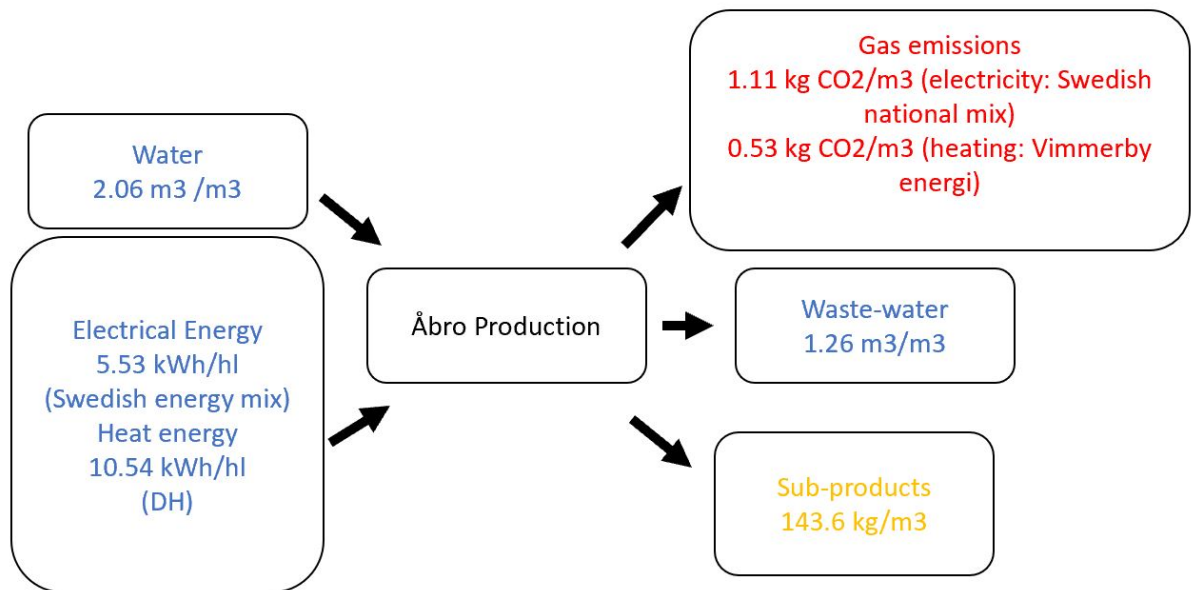 Gas emissions
1.11 kg CO2/m3 (electricity: Swedish
national mix)
0.53 kg CO2/m3 (heating: Vimmerby
energi)
Water
2.06 m3 /m3
Electrical Energy
5.53 kWh/hl
(Swedish energy mix)
Heat energy
10.54 kWh/hl
(DH)
Åbro Production
Waste-water
1.26 m3/m3
Sub-products
143.6 kg/m3